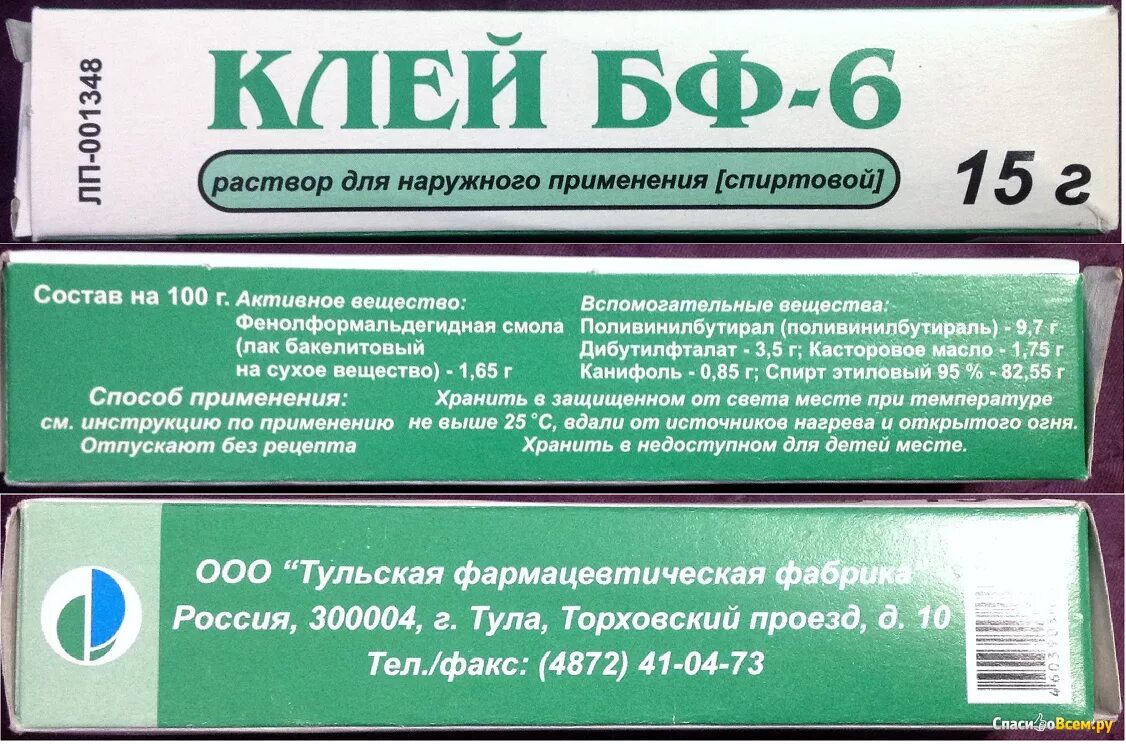 ЛП-001348
КЛЕЙ БФ-6
раствор для наружного применения [спиртовой]
15 г
Состав на 100 г. Активное вещество:
Фенолформальдегидная смола
(лак бакелитовый
на сухое вещество) - 1,65 г
Вспомогательные вещества:
Поливинилбутирал (поливинилбутираль) - 9,7 г
Дибутилфталат - 3,5 г; Касторовое масло - 1,75 г
Канифоль - 0,85 г; Спирт этиловый 95 % - 82,55 г
Способ применения:
см. инструкцию по применению
Отпускают без рецепта
Хранить в защищенном от света месте при температуре
не выше 25 °С, вдали от источников нагрева и открытого огня.
Хранить в недоступном для детей месте.
ООО “Тульская фармацевтическая фабрика”
Россия, 300004, г. Тула, Торховский проезд, д. 10
Тел./факс: (4872) 41-04-73
СпасибоВсем.ру